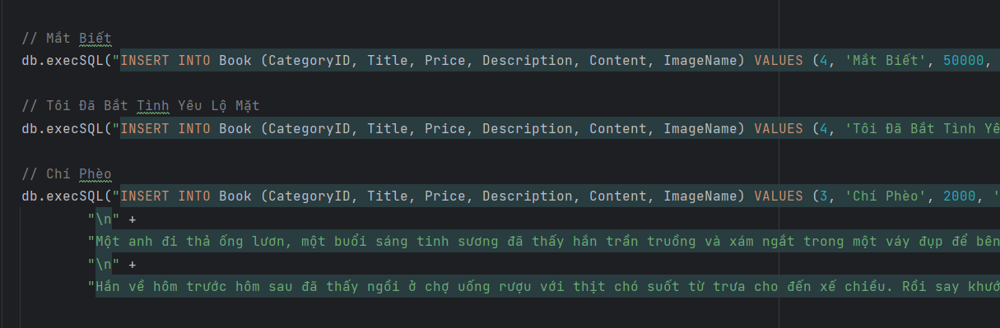 // Mắt Biết
db.execSQL("INSERT INTO Book (CategoryID, Title, Price, Description, Content, ImageName) VALUES (4, 'Mắt Biết', 50000,
// Tôi Đã Bắt Tình Yêu Lộ Mặt
db.execSQL("INSERT INTO Book (CategoryID, Title, Price, Description, Content, ImageName) VALUES (4, 'Tôi Đã Bắt Tình Yê
// Chí Phèo
db.execSQL("INSERT INTO Book (CategoryID, Title, Price, Description, Content, ImageName) VALUES (3, 'Chí Phèo', 2000, '
"\n" +
"Một anh đi thả ống lươn, một buổi sáng tinh sương đã thấy hắn trần truồng và xám ngắt trong một váy đụp để bên
"\n" +
"Hắn về hôm trước hôm sau đã thấy ngồi ở chợ uống rượu với thịt chó suốt từ trưa cho đến xế chiều. Rồi say khướ